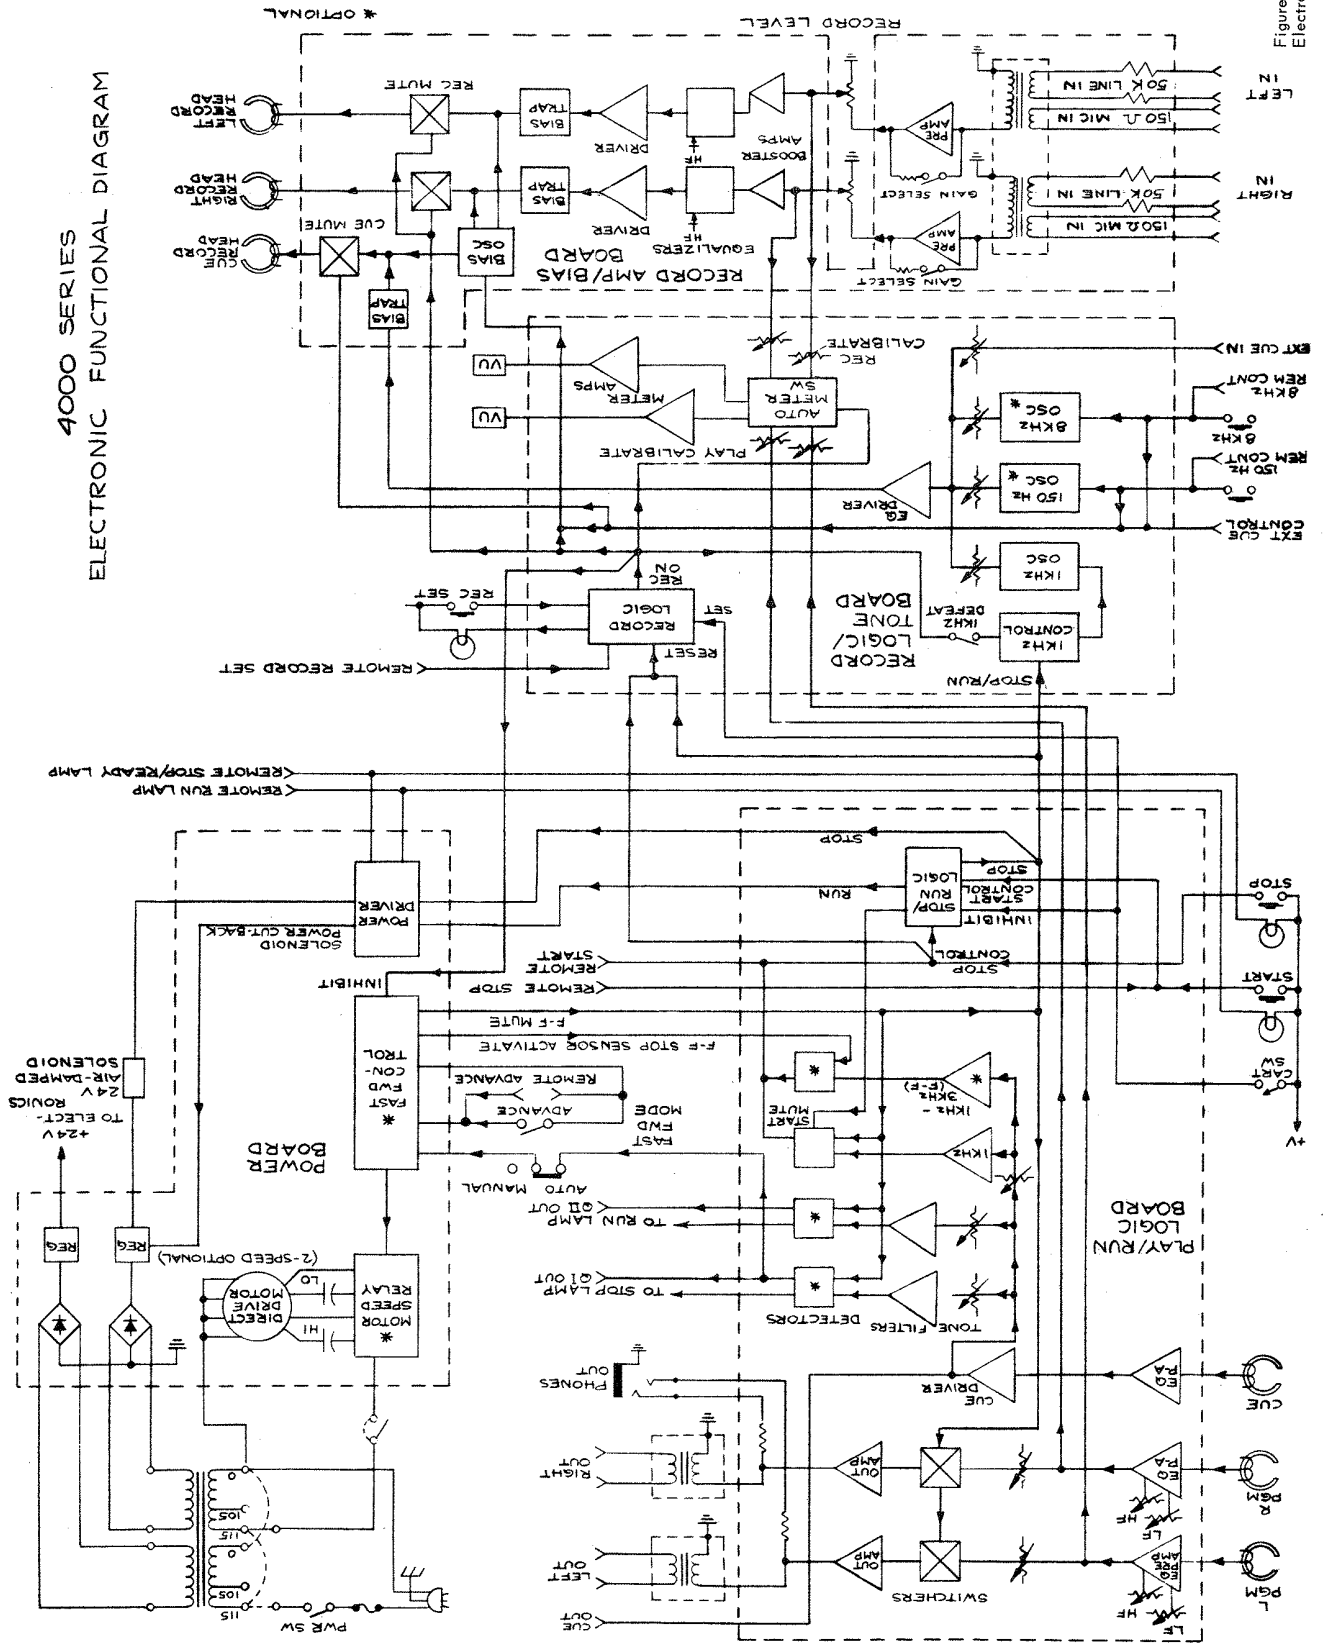 4000 SERIES
ELECTRONIC FUNCTIONAL DIAGRAM
Figure
Electro
* OPTIONAL
L
PGM
LF
HF
EQ
PRE
AMP
SWITCHERS
OUT
AMP
LEFT
OUT
CUE
OUT
R
PGM
LF
HF
EQ
P.A
OUT
AMP
RIGHT
OUT
PHONES
OUT
CUE
EQ
P.A
CUE
DRIVER
PLAY/RUN
LOGIC
BOARD
TONE FILTERS
DETECTORS
*
TO STOP LAMP
QI OUT
*
TO RUN LAMP
QII OUT
1KHZ
START
MUTE
*
1KHZ -
3KHZ
(F-F)
*
AUTO
MANUAL
FAST
FWD
MODE
ADVANCE
REMOTE ADVANCE
F-F STOP SENSOR ACTIVATE
F-F MUTE
REMOTE STOP
REMOTE
START
STOP
CONTROL
INHIBIT
START
CONTROL
STOP
STOP/
RUN
LOGIC
RUN
STOP
+V
CART
SW
START
STOP
PWR SW
115
105
0
115
105
0
*
MOTOR
SPEED
RELAY
HI
LO
DIRECT
DRIVE
MOTOR
(2-SPEED OPTIONAL)
REG
REG
POWER
BOARD
+24V
TO ELECT-
RONICS
24V
AIR-DAMPED
SOLENOID
*
FAST
FWD
CON-
TROL
INHIBIT
SOLENOID
POWER CUT-BACK
POWER
DRIVER
REMOTE RUN LAMP
REMOTE STOP/READY LAMP
STOP/RUN
1KHZ
CONTROL
1KHZ
DEFEAT
RECORD
LOGIC/
TONE
BOARD
RESET
SET
RECORD
LOGIC
REC
ON
REMOTE RECORD SET
REC SET
1KHZ
OSC
EXT CUE
CONTROL
150 HZ
REM CONT
150 HZ
OSC
*
EQ
DRIVER
8 KHZ
8KHZ
REM CONT
8KHZ
OSC
*
EXT CUE IN
PLAY CALIBRATE
AUTO
METER
SW
METER
AMPS
VU
VU
REC
CALIBRATE
RECORD AMP/BIAS
BOARD
GAIN SELECT
PRE
AMP
150Ω MIC IN
50K LINE IN
RIGHT
IN
GAIN SELECT
PRE
AMP
150 Ω MIC IN
50K LINE IN
LEFT
IN
RECORD LEVEL
BOOSTER
AMPS
EQUALIZERS
HF
DRIVER
BIAS
TRAP
HF
DRIVER
BIAS
TRAP
BIAS
OSC
BIAS
TRAP
CUE MUTE
REC MUTE
CUE
RECORD
HEAD
RIGHT
RECORD
HEAD
LEFT
RECORD
HEAD